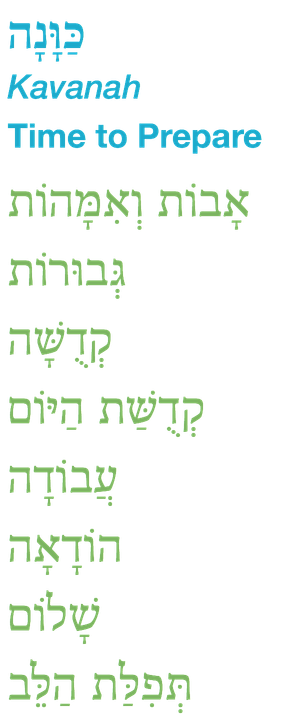 כַּוָּנָה
Kavanah
Time to Prepare
אָבוֹת וְאִמָּהוֹת
גְּבוּרוֹת
קְדֻשָּׁה
קְדֻשַּׁת הַיּוֹם
עֲבוֹדָה
הוֹדָאָה
שָׁלוֹם
תְּפִלַּת הַלֵּב